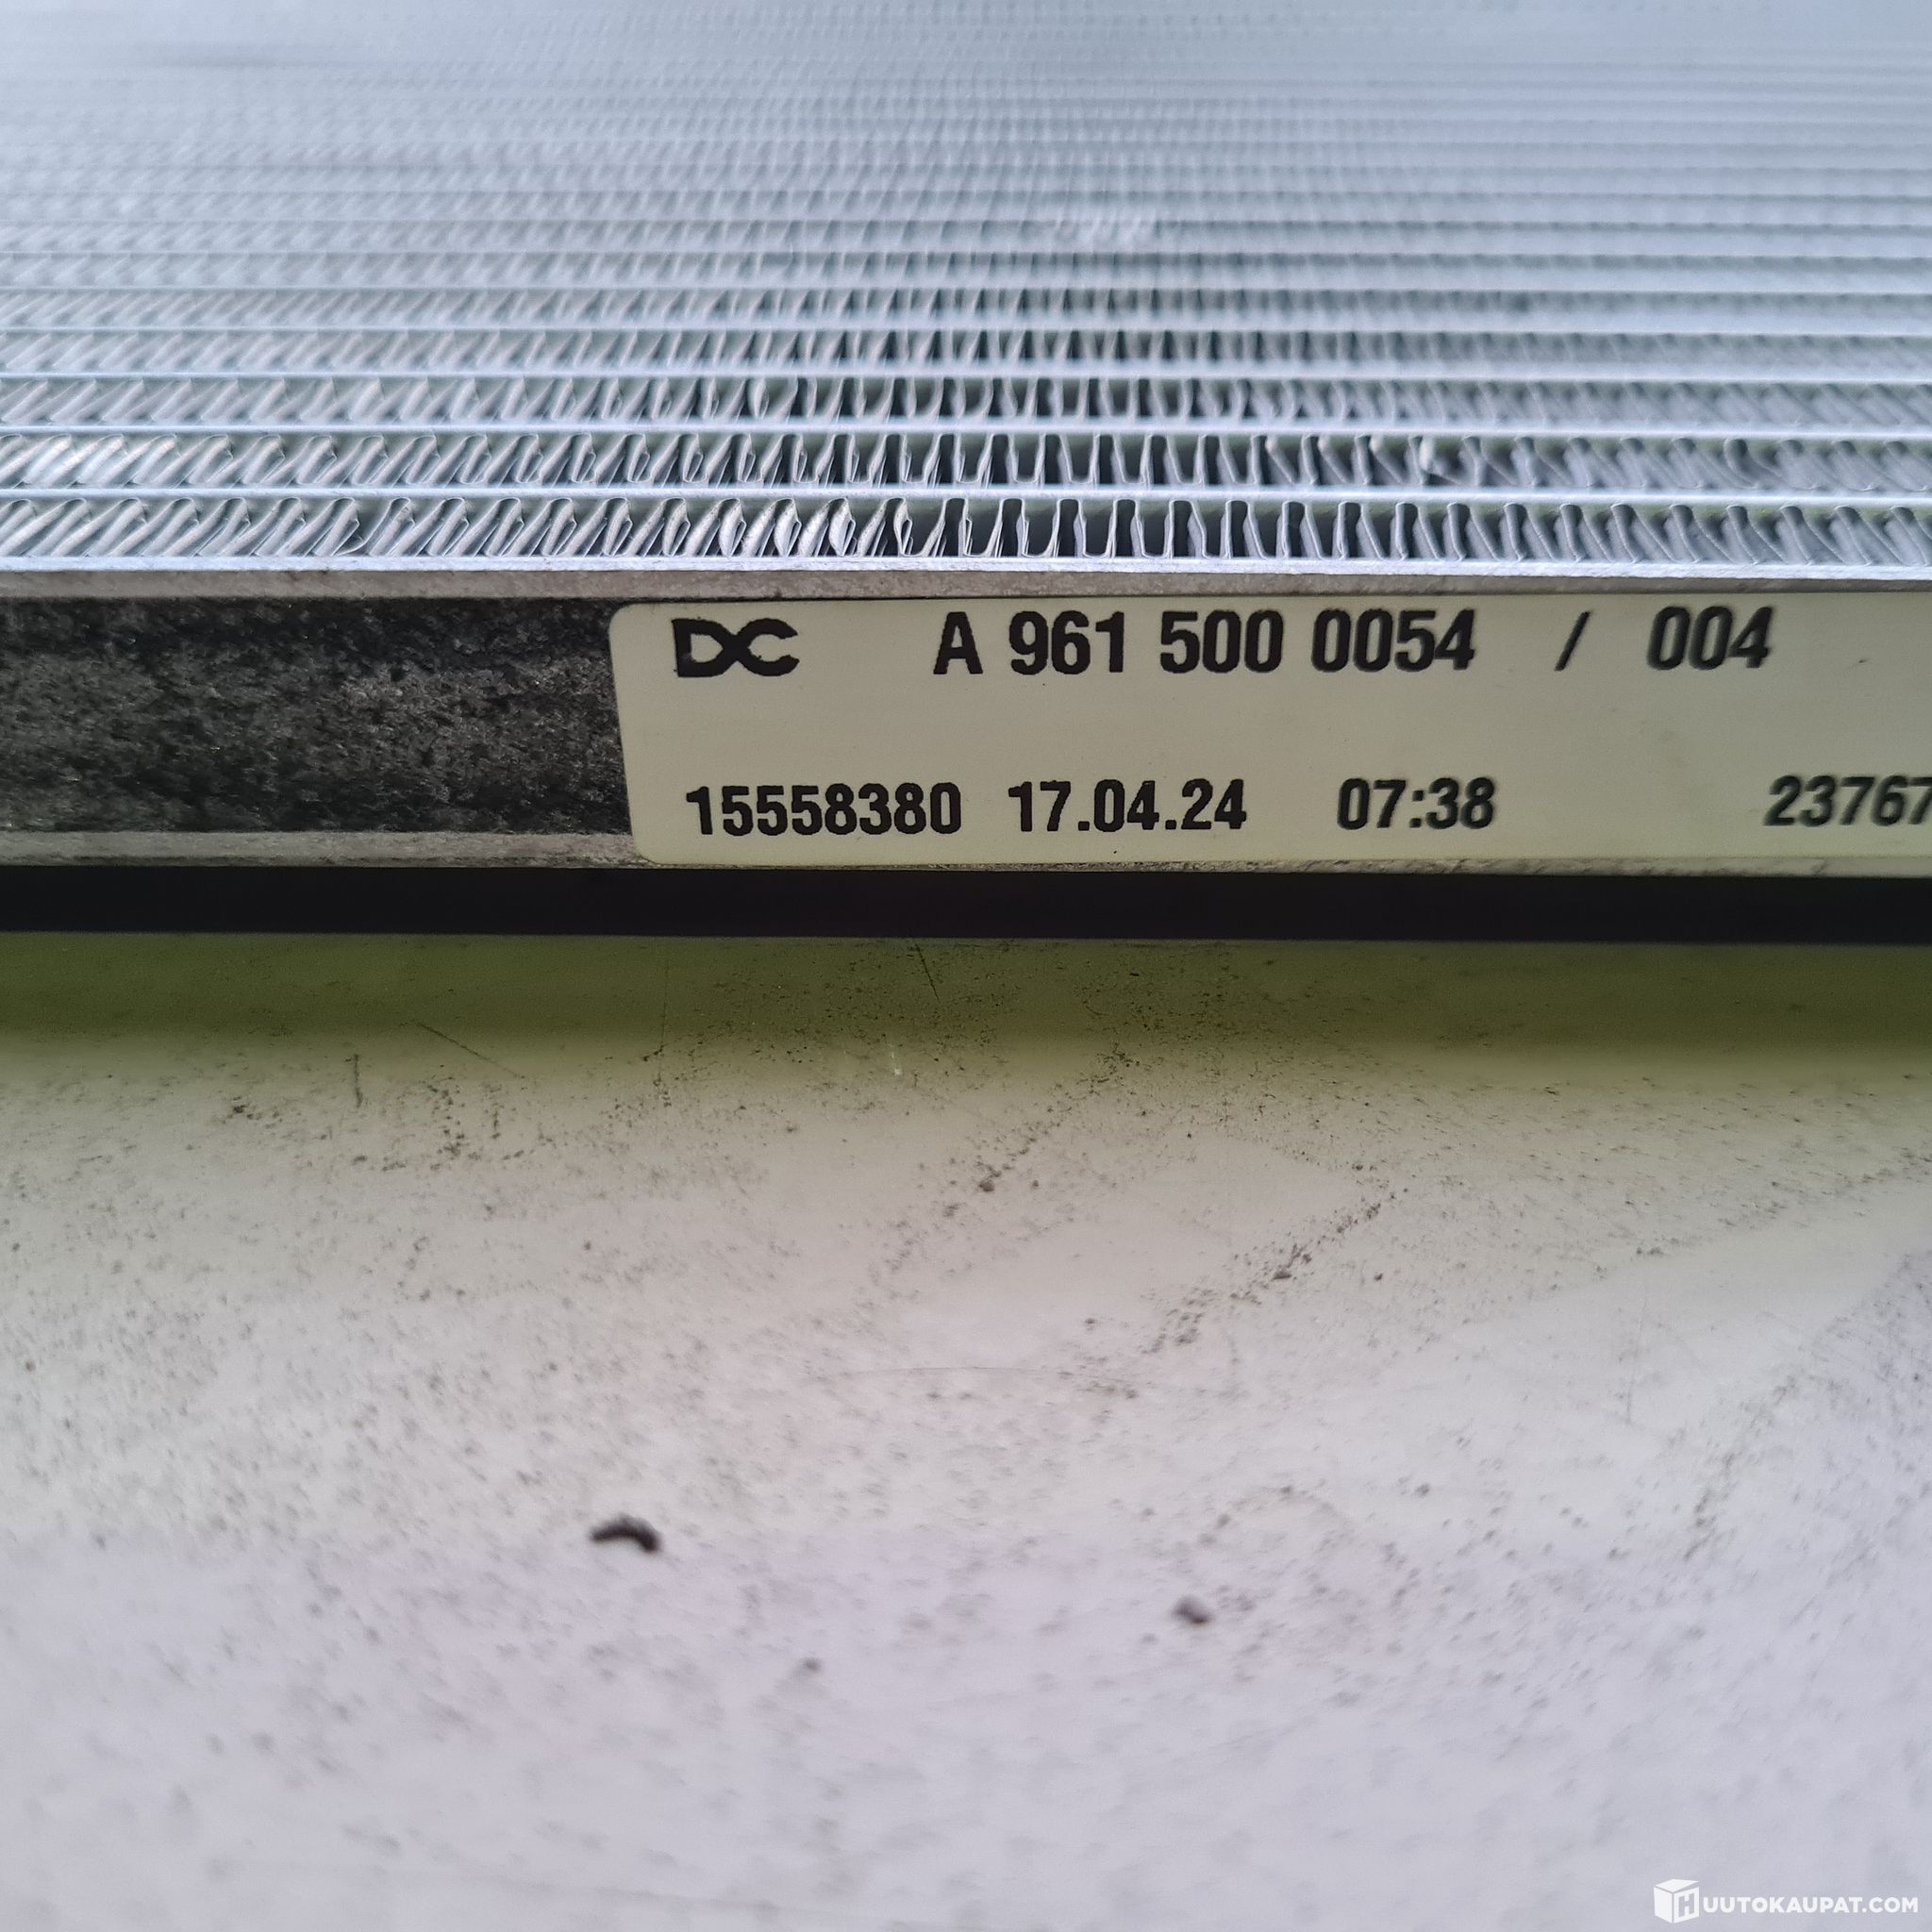 DC A 961 500 0054 / 004
15558380 17.04.24 07:38 23767
HUUTOKAUPAT.COM